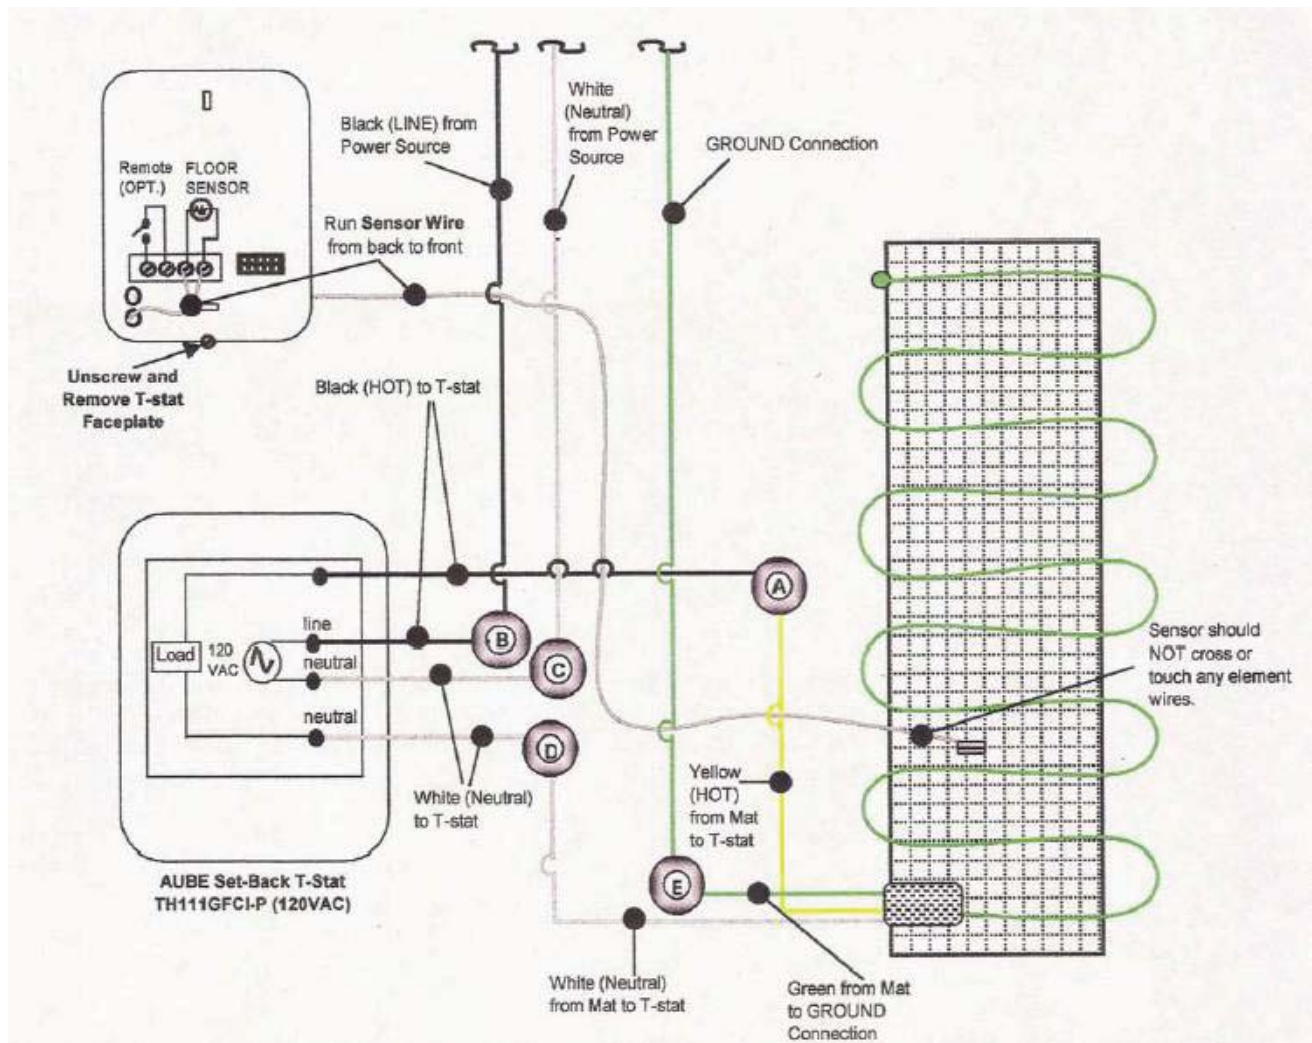 White
(Neutral)
from Power
Source
Black (LINE) from
Power Source
GROUND Connection
Remote
(OPT.)
FLOOR
SENSOR
Run Sensor Wire
from back to front
Unscrew and
Remove T-stat
Faceplate
Black (HOT) to T-stat
A
line
B
Load
120
VAC
neutral
C
Sensor should
NOT cross or
touch any element
wires.
neutral
D
White (Neutral)
to T-stat
Yellow
(HOT)
from Mat
to T-stat
E
AUBE Set-Back T-Stat
TH111GFCI-P (120VAC)
White (Neutral)
from Mat to T-stat
Green from Mat
to GROUND
Connection